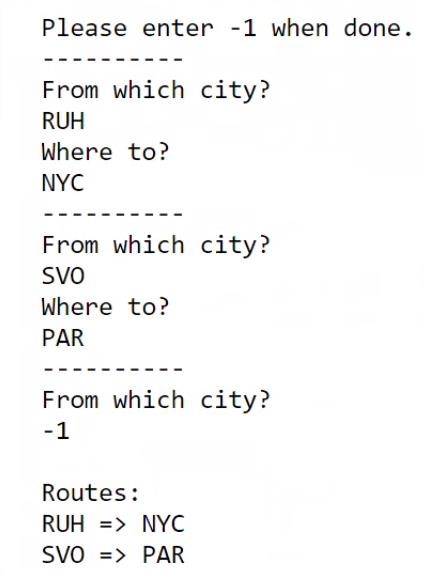 Please enter -1 when done.
----------
From which city?
RUH
Where to?
NYC
----------
From which city?
SVO
Where to?
PAR
----------
From which city?
-1

Routes:
RUH => NYC
SVO => PAR